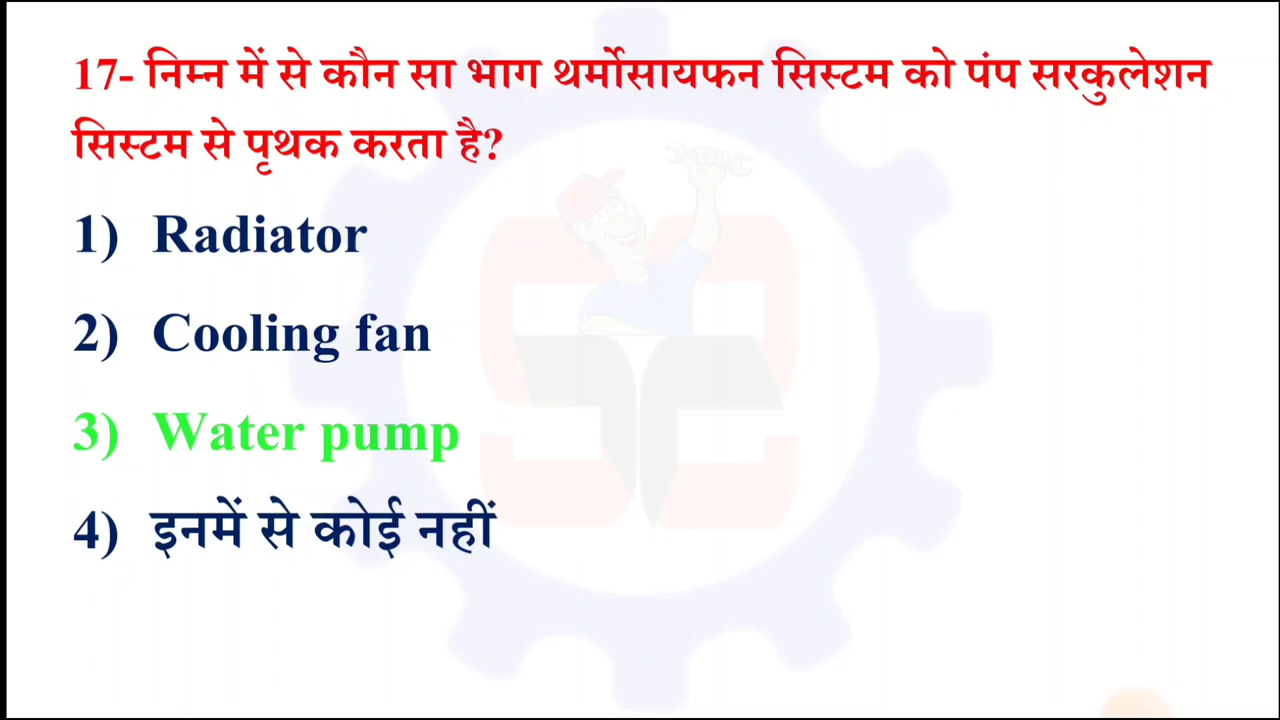 17- निम्न में से कौन सा भाग थर्मोसायफन सिस्टम को पंप सरकुलेशन
सिस्टम से पृथक करता है?
1) Radiator
2) Cooling fan
3) Water pump
4) इनमें से कोई नहीं